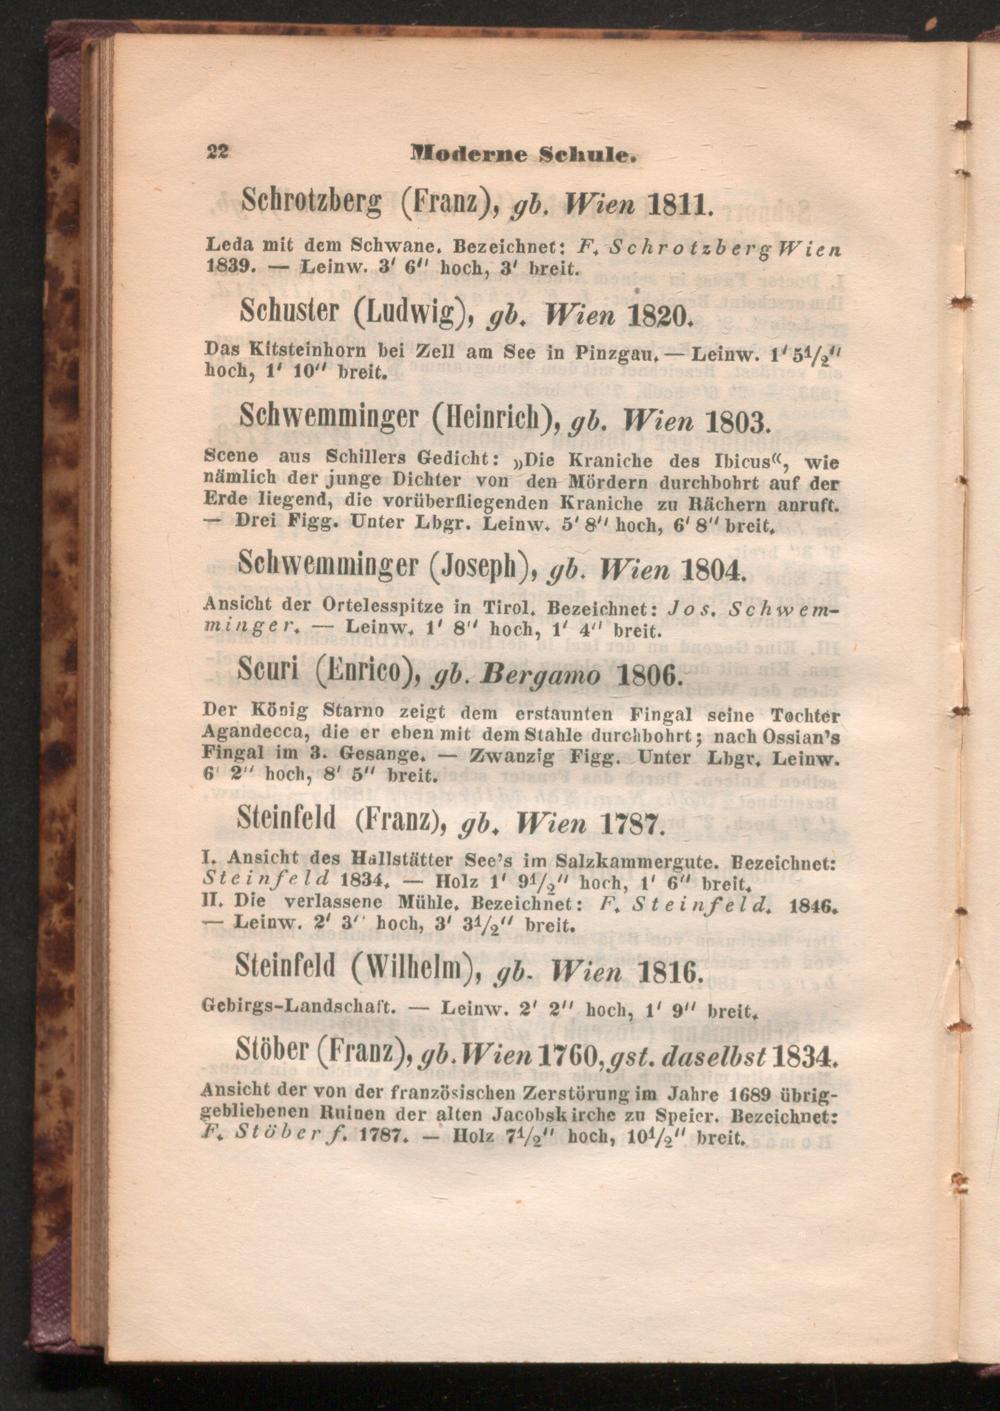 22 Moderne Schule.
Schrotzberg (Franz), gb. Wien 1811.
Leda mit dem Schwane. Bezeichnet: F. Schrotzberg Wien
1839. — Leinw. 3' 6'' hoch, 3' breit.
Schuster (Ludwig), gb. Wien 1820.
Das Kitsteinhorn bei Zell am See in Pinzgau. — Leinw. 1' 5 1/2''
hoch, 1' 10'' breit.
Schwemminger (Heinrich), gb. Wien 1803.
Scene aus Schillers Gedicht: »Die Kraniche des Ibicus«, wie
nämlich der junge Dichter von den Mördern durchbohrt auf der
Erde liegend, die vorüberfliegenden Kraniche zu Rächern anruft.
— Drei Figg. Unter Lbgr. Leinw. 5' 8'' hoch, 6' 8'' breit.
Schwemminger (Joseph), gb. Wien 1804.
Ansicht der Ortelesspitze in Tirol. Bezeichnet: Jos. Schwem-
minger. — Leinw. 1' 8'' hoch, 1' 4'' breit.
Scuri (Enrico), gb. Bergamo 1806.
Der König Starno zeigt dem erstaunten Fingal seine Tochter
Agandecca, die er eben mit dem Stahle durchbohrt; nach Ossian's
Fingal im 3. Gesange. — Zwanzig Figg. Unter Lbgr. Leinw.
6' 2'' hoch, 8' 5'' breit.
Steinfeld (Franz), gb. Wien 1787.
I. Ansicht des Hallstätter See's im Salzkammergute. Bezeichnet:
Steinfeld 1834. — Holz 1' 9 1/2'' hoch, 1' 6'' breit.
II. Die verlassene Mühle. Bezeichnet: F. Steinfeld. 1846.
— Leinw. 2' 3'' hoch, 3' 3 1/2'' breit.
Steinfeld (Wilhelm), gb. Wien 1816.
Gebirgs-Landschaft. — Leinw. 2' 2'' hoch, 1' 9'' breit.
Stöber (Franz), gb. Wien 1760, gst. daselbst 1834.
Ansicht der von der französischen Zerstörung im Jahre 1689 übrig-
gebliebenen Ruinen der alten Jacobskirche zu Speier. Bezeichnet:
F. Stöber f. 1787. — Holz 7 1/2'' hoch, 10 1/2'' breit.